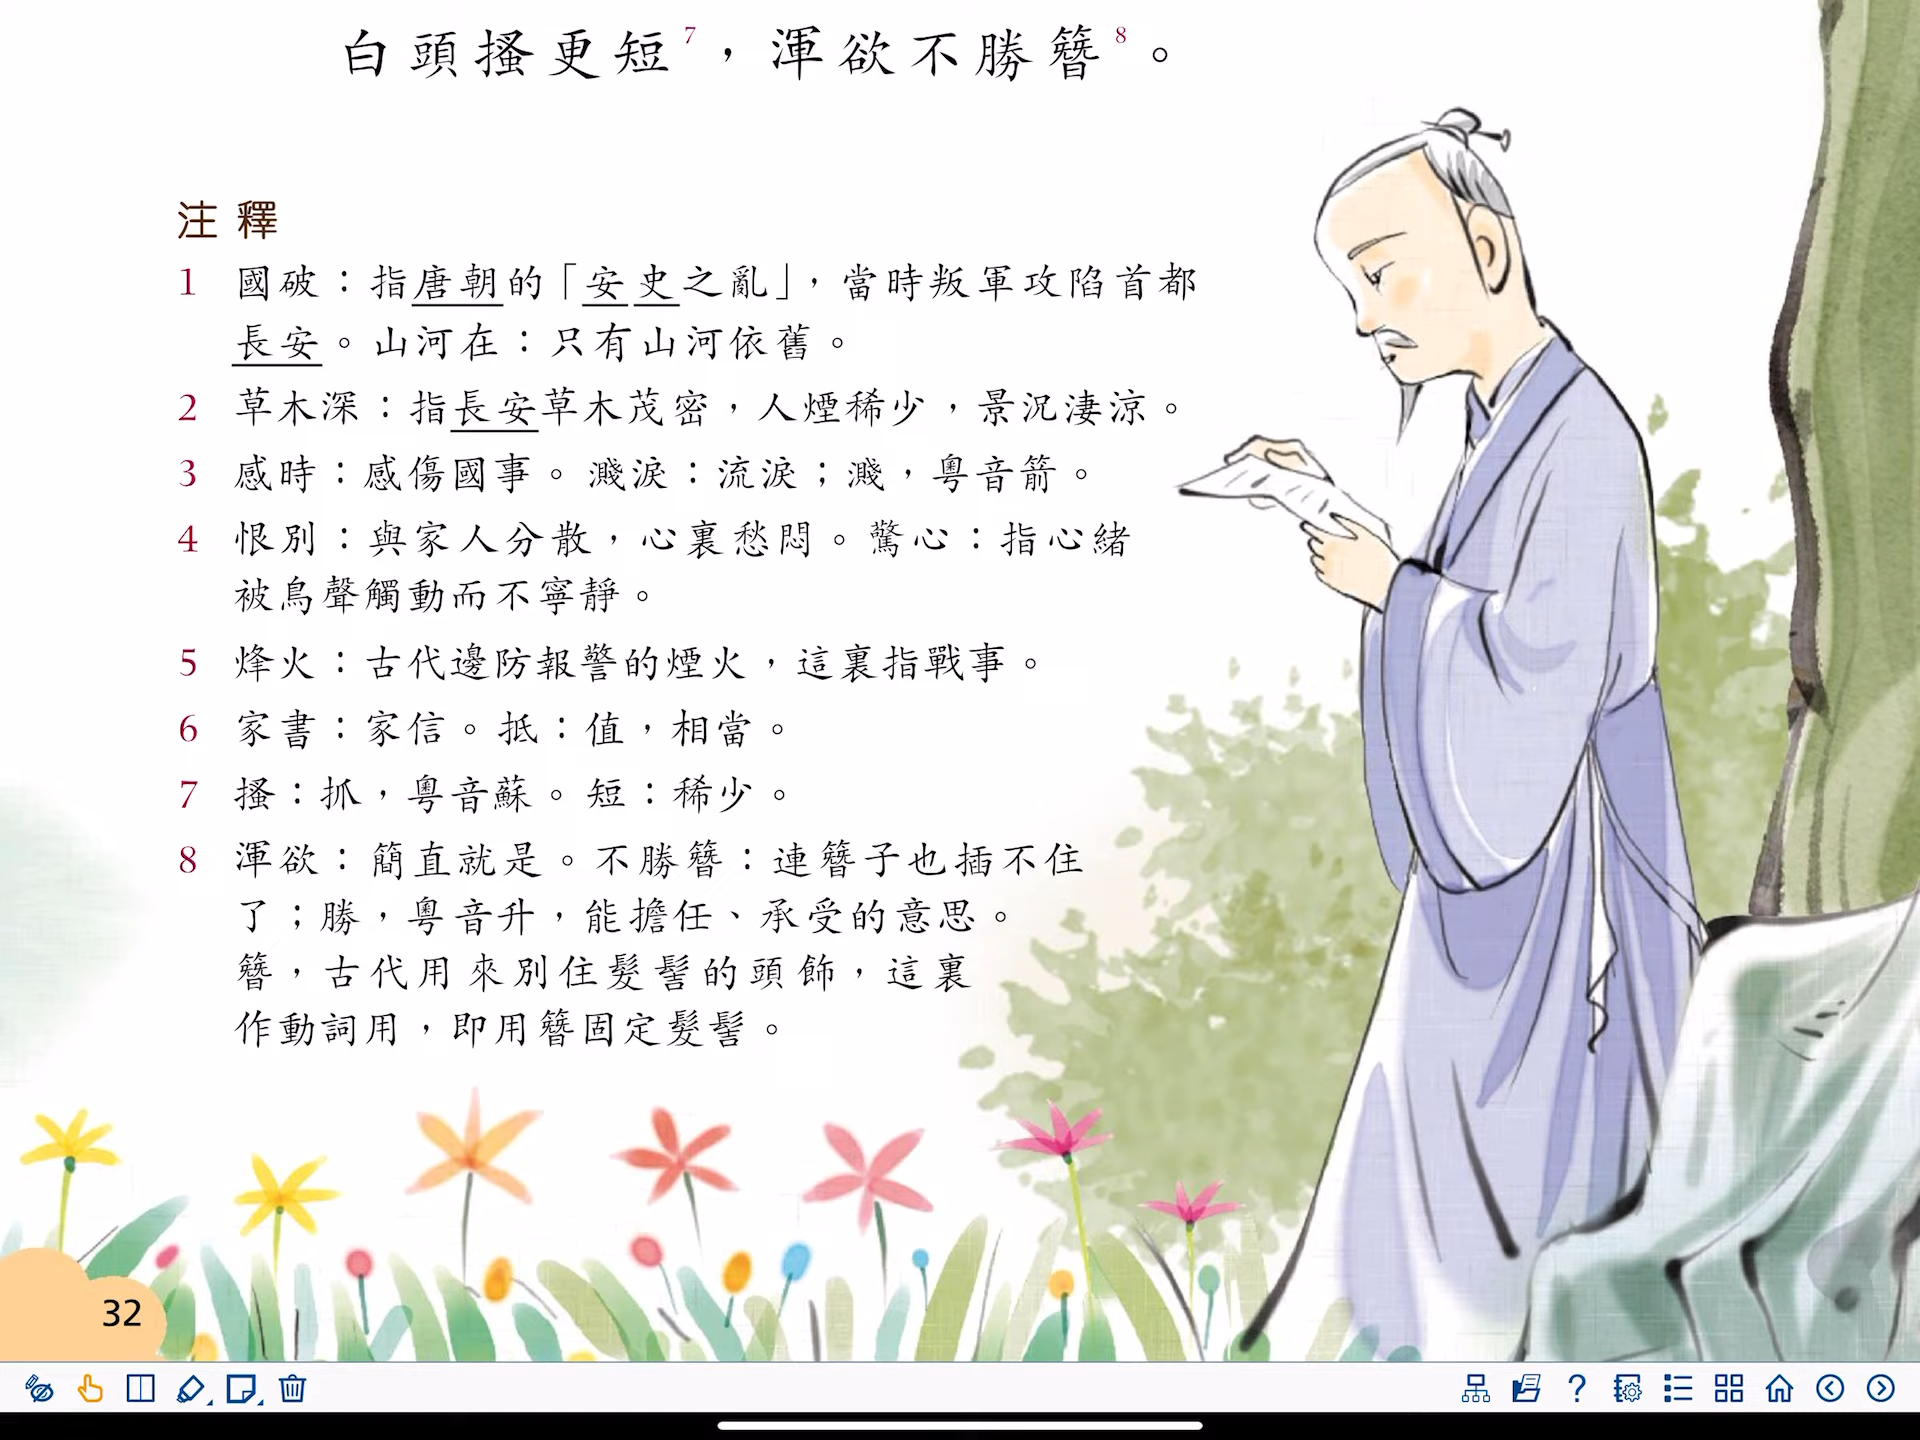 白頭搔更短7，渾欲不勝簪8。
注釋
1 國破：指唐朝的「安史之亂」，當時叛軍攻陷首都
長安。山河在：只有山河依舊。
2 草木深：指長安草木茂密，人煙稀少，景況淒涼。
3 感時：感傷國事。濺淚：流淚；濺，粵音箭。
4 恨別：與家人分散，心裏愁悶。驚心：指心緒
被鳥聲觸動而不寧靜。
5 烽火：古代邊防報警的煙火，這裏指戰事。
6 家書：家信。抵：值，相當。
7 搔：抓，粵音蘇。短：稀少。
8 渾欲：簡直就是。不勝簪：連簪子也插不住
了；勝，粵音升，能擔任、承受的意思。
簪，古代用來別住髮髻的頭飾，這裏
作動詞用，即用簪固定髮髻。
32